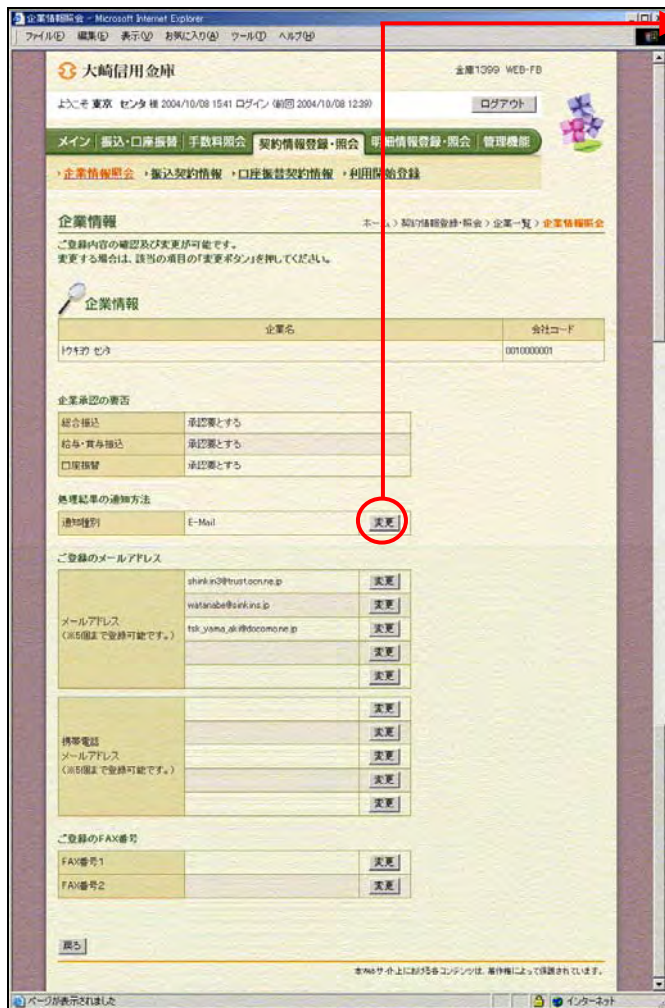 企業情報照会 - Microsoft Internet Explorer
ファイル(F) 編集(E) 表示(V) お気に入り(A) ツール(T) ヘルプ(H)
大崎信用金庫
金庫1399 WEB-FB
ようこそ 東京 センタ 様 2004/10/08 15:41 ログイン (前回 2004/10/08 12:39)
ログアウト
メイン 振込・口座振替 手数料照会 契約情報登録・照会 明細情報登録・照会 管理機能
企業情報照会 振込契約情報 口座振替契約情報 利用開始登録
企業情報
ホーム > 契約情報登録・照会 > 企業一覧 > 企業情報照会
ご登録内容の確認及び変更が可能です。
変更する場合は、該当の項目の「変更ボタン」を押してください。
企業情報
企業名 会社コード
トウキヨウ センタ 0010000001
企業承認の要否
総合振込 承認要とする
給与・賞与振込 承認要とする
口座振替 承認要とする
処理結果の通知方法
通知種別 E-Mail 変更
ご登録のメールアドレス
メールアドレス
(※5個まで登録可能です。)
shinkin3@trust.ocn.ne.jp 変更
watanabe@sinkins.jp 変更
tsk_yama_aki@docomo.ne.jp 変更
変更
変更
携帯電話
メールアドレス
(※5個まで登録可能です。)
変更
変更
変更
変更
変更
ご登録のFAX番号
FAX番号1 変更
FAX番号2 変更
戻る
本Webサイト上における各コンテンツは、著作権によって保護されています。
ページが表示されました
インターネット